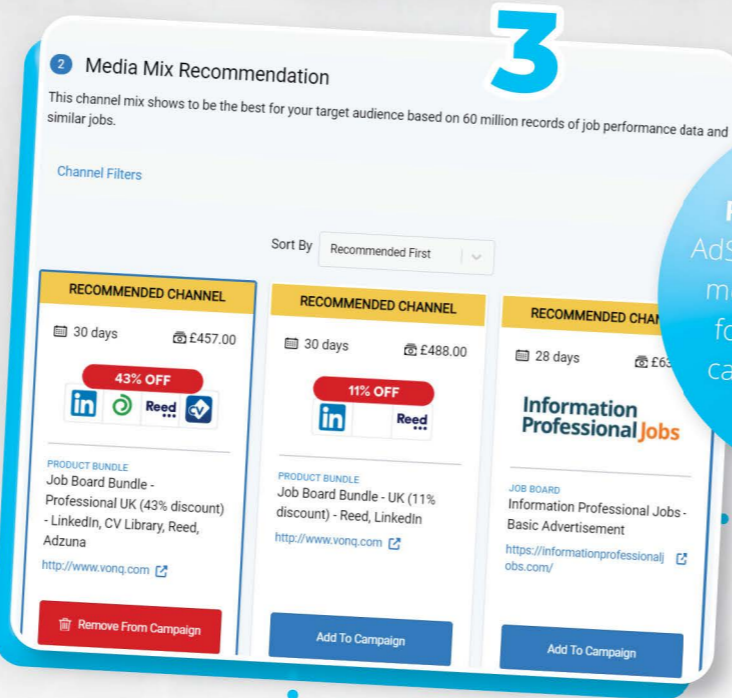 3
2 Media Mix Recommendation
This channel mix shows to be the best for your target audience based on 60 million records of job performance data and
similar jobs.
Channel Filters
Sort By Recommended First
RECOMMENDED CHANNEL
30 days £457.00
43% OFF
in Reed CV
PRODUCT BUNDLE
Job Board Bundle -
Professional UK (43% discount)
- LinkedIn, CV Library, Reed,
Adzuna
http://www.vonq.com
Remove From Campaign
RECOMMENDED CHANNEL
30 days £488.00
11% OFF
in Reed
PRODUCT BUNDLE
Job Board Bundle - UK (11%
discount) - Reed, LinkedIn
http://www.vonq.com
Add To Campaign
RECOMMENDED
28 days
Information
Professional Jobs
JOB BOARD
Information Professional Jobs -
Basic Advertisement
https://informationprofessionalj
obs.com/
Add To Campaign